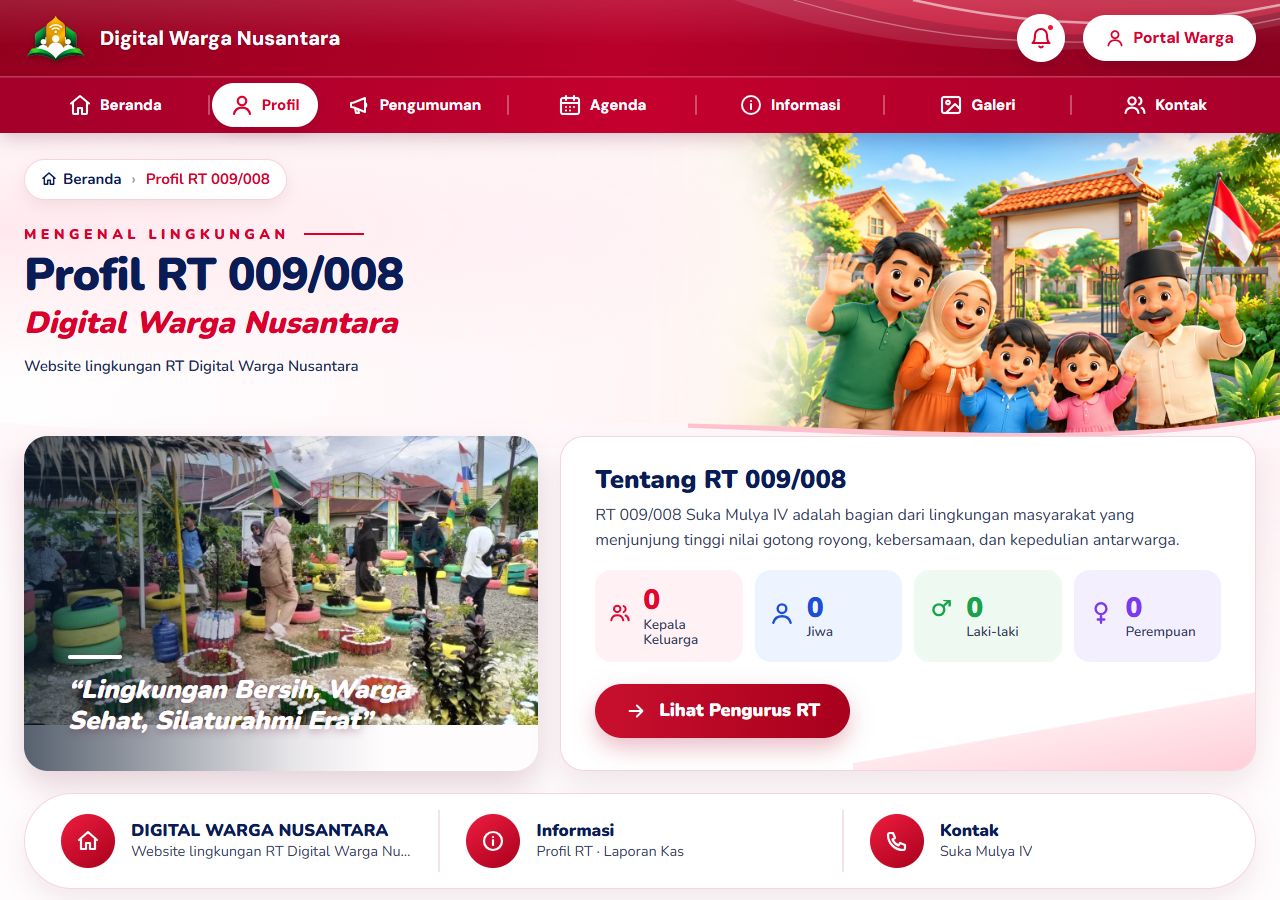 Digital Warga Nusantara
Portal Warga
Beranda
Profil
Pengumuman
Agenda
Informasi
Galeri
Kontak
Beranda › Profil RT 009/008
MENGENAL LINGKUNGAN
Profil RT 009/008
Digital Warga Nusantara
Website lingkungan RT Digital Warga Nusantara
“Lingkungan Bersih, Warga
Sehat, Silaturahmi Erat”
Tentang RT 009/008
RT 009/008 Suka Mulya IV adalah bagian dari lingkungan masyarakat yang
menjunjung tinggi nilai gotong royong, kebersamaan, dan kepedulian antarwarga.
0
Kepala
Keluarga
0
Jiwa
0
Laki-laki
0
Perempuan
Lihat Pengurus RT
DIGITAL WARGA NUSANTARA
Website lingkungan RT Digital Warga Nu...
Informasi
Profil RT · Laporan Kas
Kontak
Suka Mulya IV